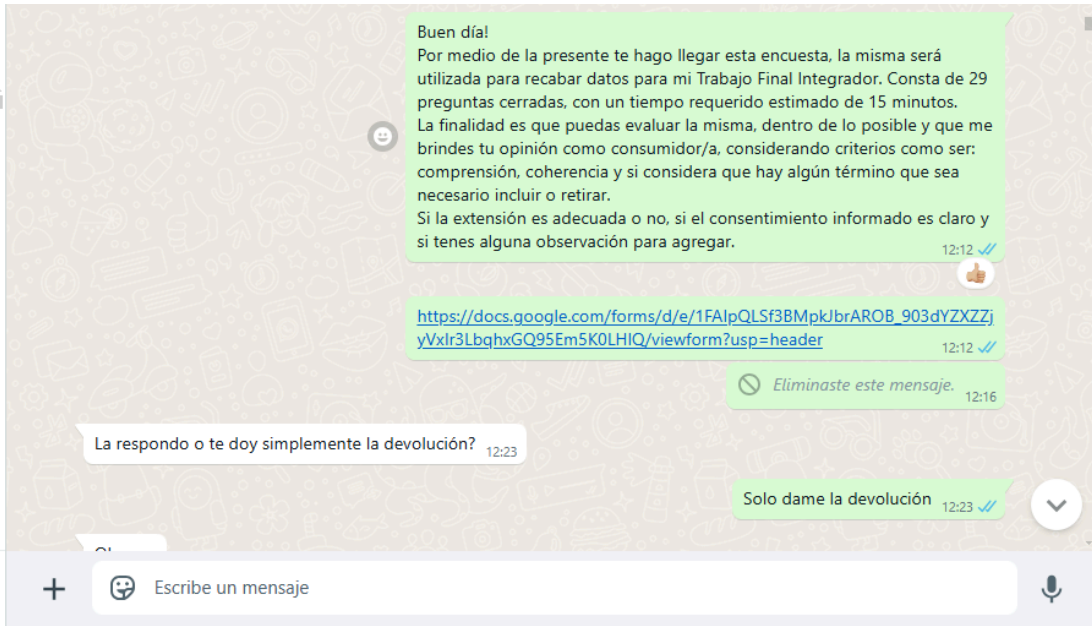 Buen día!
Por medio de la presente te hago llegar esta encuesta, la misma será
utilizada para recabar datos para mi Trabajo Final Integrador. Consta de 29
preguntas cerradas, con un tiempo requerido estimado de 15 minutos.
La finalidad es que puedas evaluar la misma, dentro de lo posible y que me
brindes tu opinión como consumidor/a, considerando criterios como ser:
comprensión, coherencia y si considera que hay algún término que sea
necesario incluir o retirar.
Si la extensión es adecuada o no, si el consentimiento informado es claro y
si tenes alguna observación para agregar.
12:12
https://docs.google.com/forms/d/e/1FAIpQLSf3BMpkJbrAROB_903dYZXZZj
yVxIr3LbqhxGQ95Em5K0LHIQ/viewform?usp=header
12:12
Eliminaste este mensaje. 12:16
La respondo o te doy simplemente la devolución? 12:23
Solo dame la devolución 12:23
Escribe un mensaje